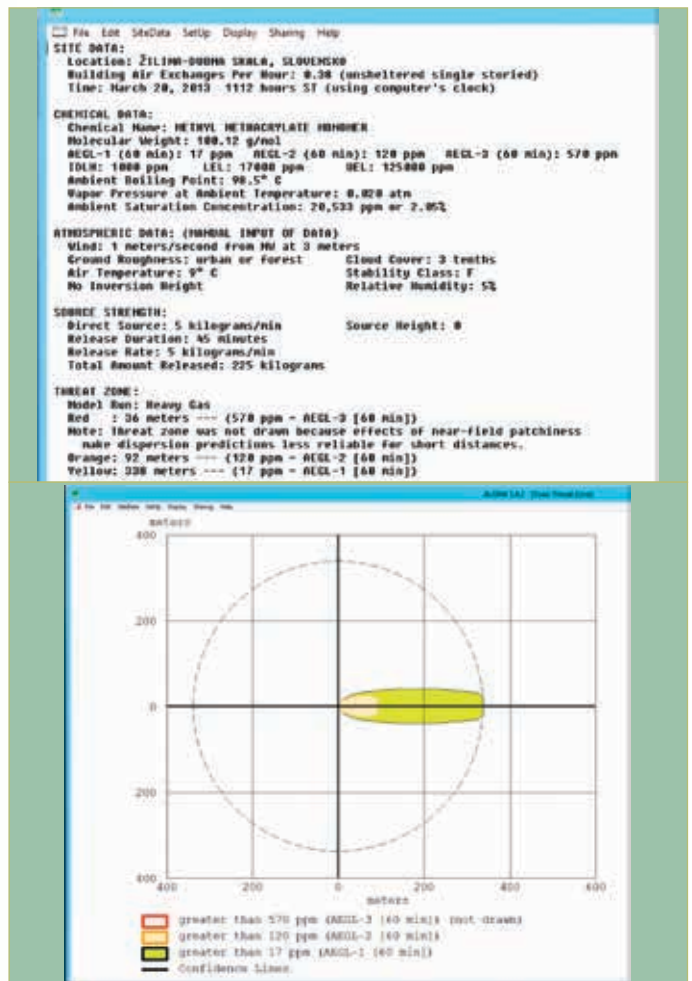 File Edit SiteData SetUp Display Sharing Help
SITE DATA:
Location: ŽILINA-DUBNA SKALA, SLOVENSKO
Building Air Exchanges Per Hour: 0.30 (unsheltered single storied)
Time: March 20, 2013 1112 hours ST (using computer's clock)
CHEMICAL DATA:
Chemical Name: METHYL METHACRYLATE MONOMER
Molecular Weight: 100.12 g/mol
AEGL-1 (60 min): 17 ppm AEGL-2 (60 min): 120 ppm AEGL-3 (60 min): 570 ppm
IDLH: 1000 ppm LEL: 17000 ppm UEL: 125000 ppm
Ambient Boiling Point: 98.5° C
Vapor Pressure at Ambient Temperature: 0.020 atm
Ambient Saturation Concentration: 20,533 ppm or 2.05%
ATMOSPHERIC DATA: (MANUAL INPUT OF DATA)
Wind: 1 meters/second from NW at 3 meters
Ground Roughness: urban or forest Cloud Cover: 3 tenths
Air Temperature: 9° C Stability Class: F
No Inversion Height Relative Humidity: 5%
SOURCE STRENGTH:
Direct Source: 5 kilograms/min Source Height: 0
Release Duration: 45 minutes
Release Rate: 5 kilograms/min
Total Amount Released: 225 kilograms
THREAT ZONE:
Model Run: Heavy Gas
Red : 36 meters --- (570 ppm = AEGL-3 [60 min])
Note: Threat zone was not drawn because effects of near-field patchiness
make dispersion predictions less reliable for short distances.
Orange: 92 meters --- (120 ppm = AEGL-2 [60 min])
Yellow: 338 meters --- (17 ppm = AEGL-1 [60 min])
File Edit SiteData SetUp Display Sharing Help
meters
400
200
0
200
400
400 200 0 200 400 600
meters
greater than 570 ppm (AEGL-3 [60 min]) (not drawn)
greater than 120 ppm (AEGL-2 [60 min])
greater than 17 ppm (AEGL-1 [60 min])
Confidence Lines